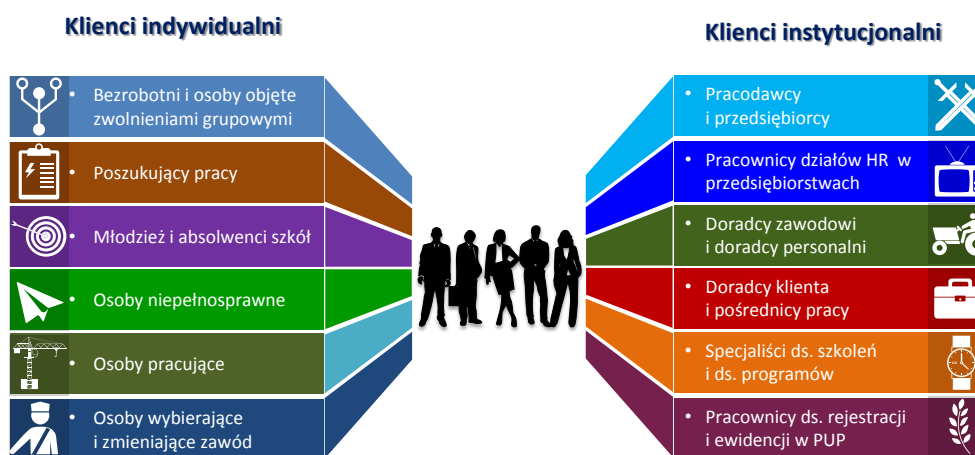 Klienci indywidualni
• Bezrobotni i osoby objęte
zwolnieniami grupowymi
• Poszukujący pracy
• Młodzież i absolwenci szkół
• Osoby niepełnosprawne
• Osoby pracujące
• Osoby wybierające
i zmieniające zawód
Klienci instytucjonalni
• Pracodawcy
i przedsiębiorcy
• Pracownicy działów HR w
przedsiębiorstwach
• Doradcy zawodowi
i doradcy personalni
• Doradcy klienta
i pośrednicy pracy
• Specjaliści ds. szkoleń
i ds. programów
• Pracownicy ds. rejestracji
i ewidencji w PUP